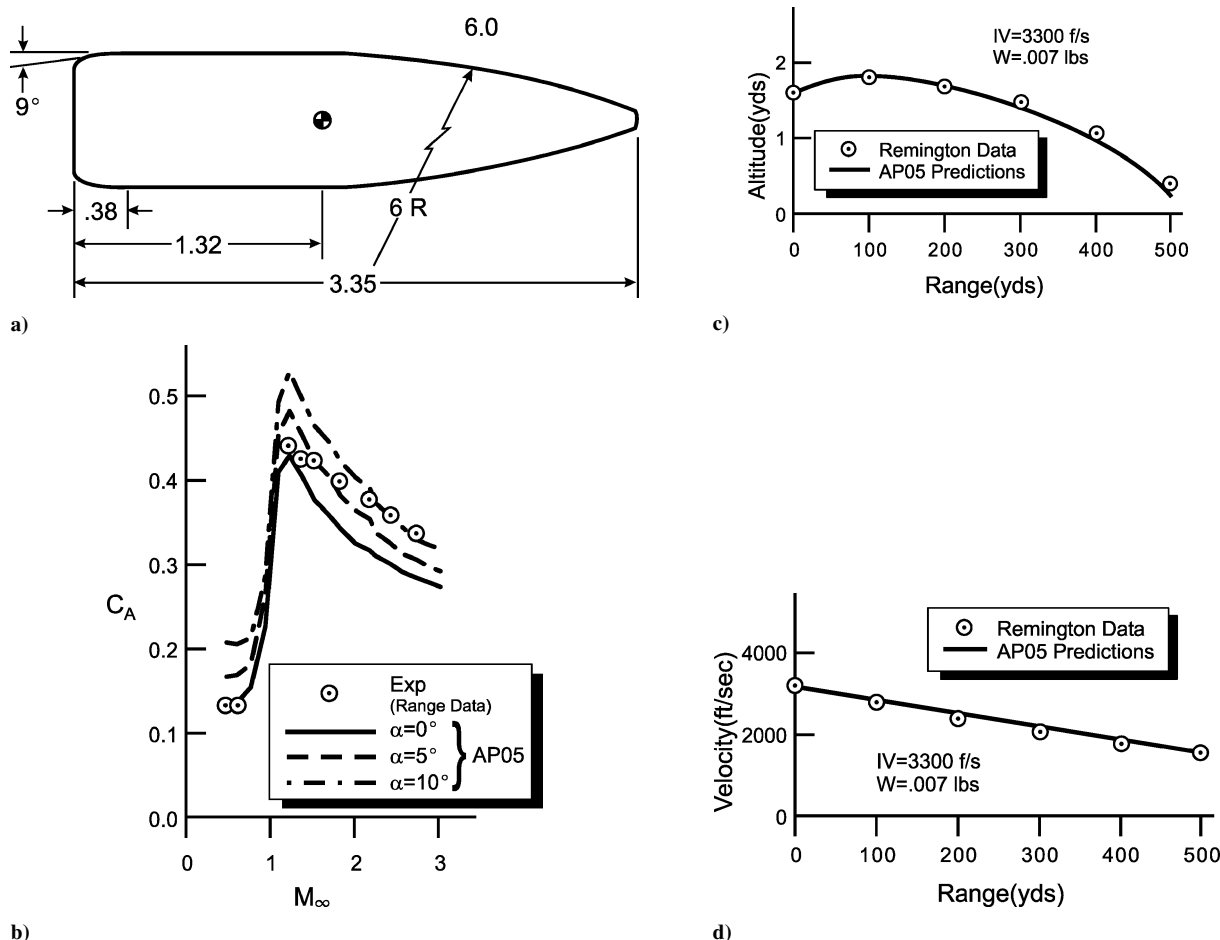 6.0
9°
.38
6 R
1.32
3.35
a)
0.5
0.4
0.3
0.2
0.1
0.0
C_A
Exp
(Range Data)
α=0°
α=5°
α=10°
} AP05
0 1 2 3
M∞
b)
IV=3300 f/s
W=.007 lbs
2
1
0
Altitude(yds)
Remington Data
AP05 Predictions
0 100 200 300 400 500
Range(yds)
c)
Remington Data
AP05 Predictions
4000
2000
0
Velocity(ft/sec)
IV=3300 f/s
W=.007 lbs
0 100 200 300 400 500
Range(yds)
d)